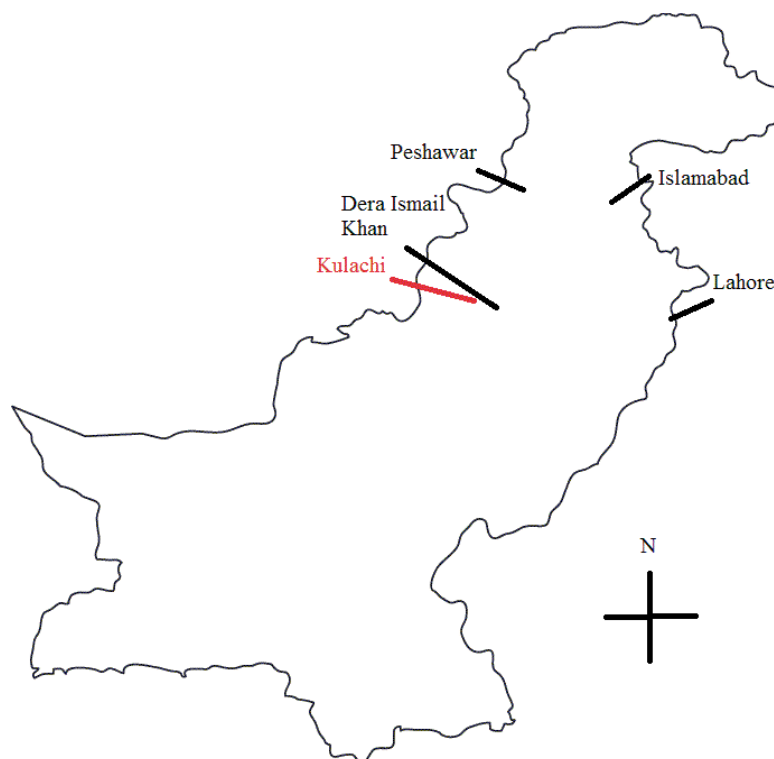 Peshawar
Islamabad
Dera Ismail
Khan
Kulachi
Lahore
N